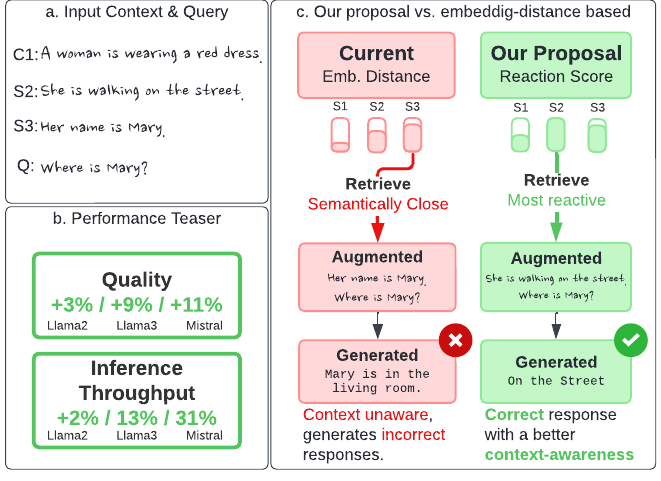 a. Input Context & Query
C1: A woman is wearing a red dress.
S2: She is walking on the street.
S3: Her name is Mary.
Q: Where is Mary?
b. Performance Teaser
Quality
+3% / +9% / +11%
Llama2 Llama3 Mistral
Inference
Throughput
+2% / 13% / 31%
Llama2 Llama3 Mistral
c. Our proposal vs. embeddig-distance based
Current
Emb. Distance
S1 S2 S3
Retrieve
Semantically Close
Augmented
Her name is Mary.
Where is Mary?
Generated
Mary is in the
living room.
Context unaware,
generates incorrect
responses.
Our Proposal
Reaction Score
S1 S2 S3
Retrieve
Most reactive
Augmented
She is walking on the street.
Where is Mary?
Generated
On the Street
Correct response
with a better
context-awareness